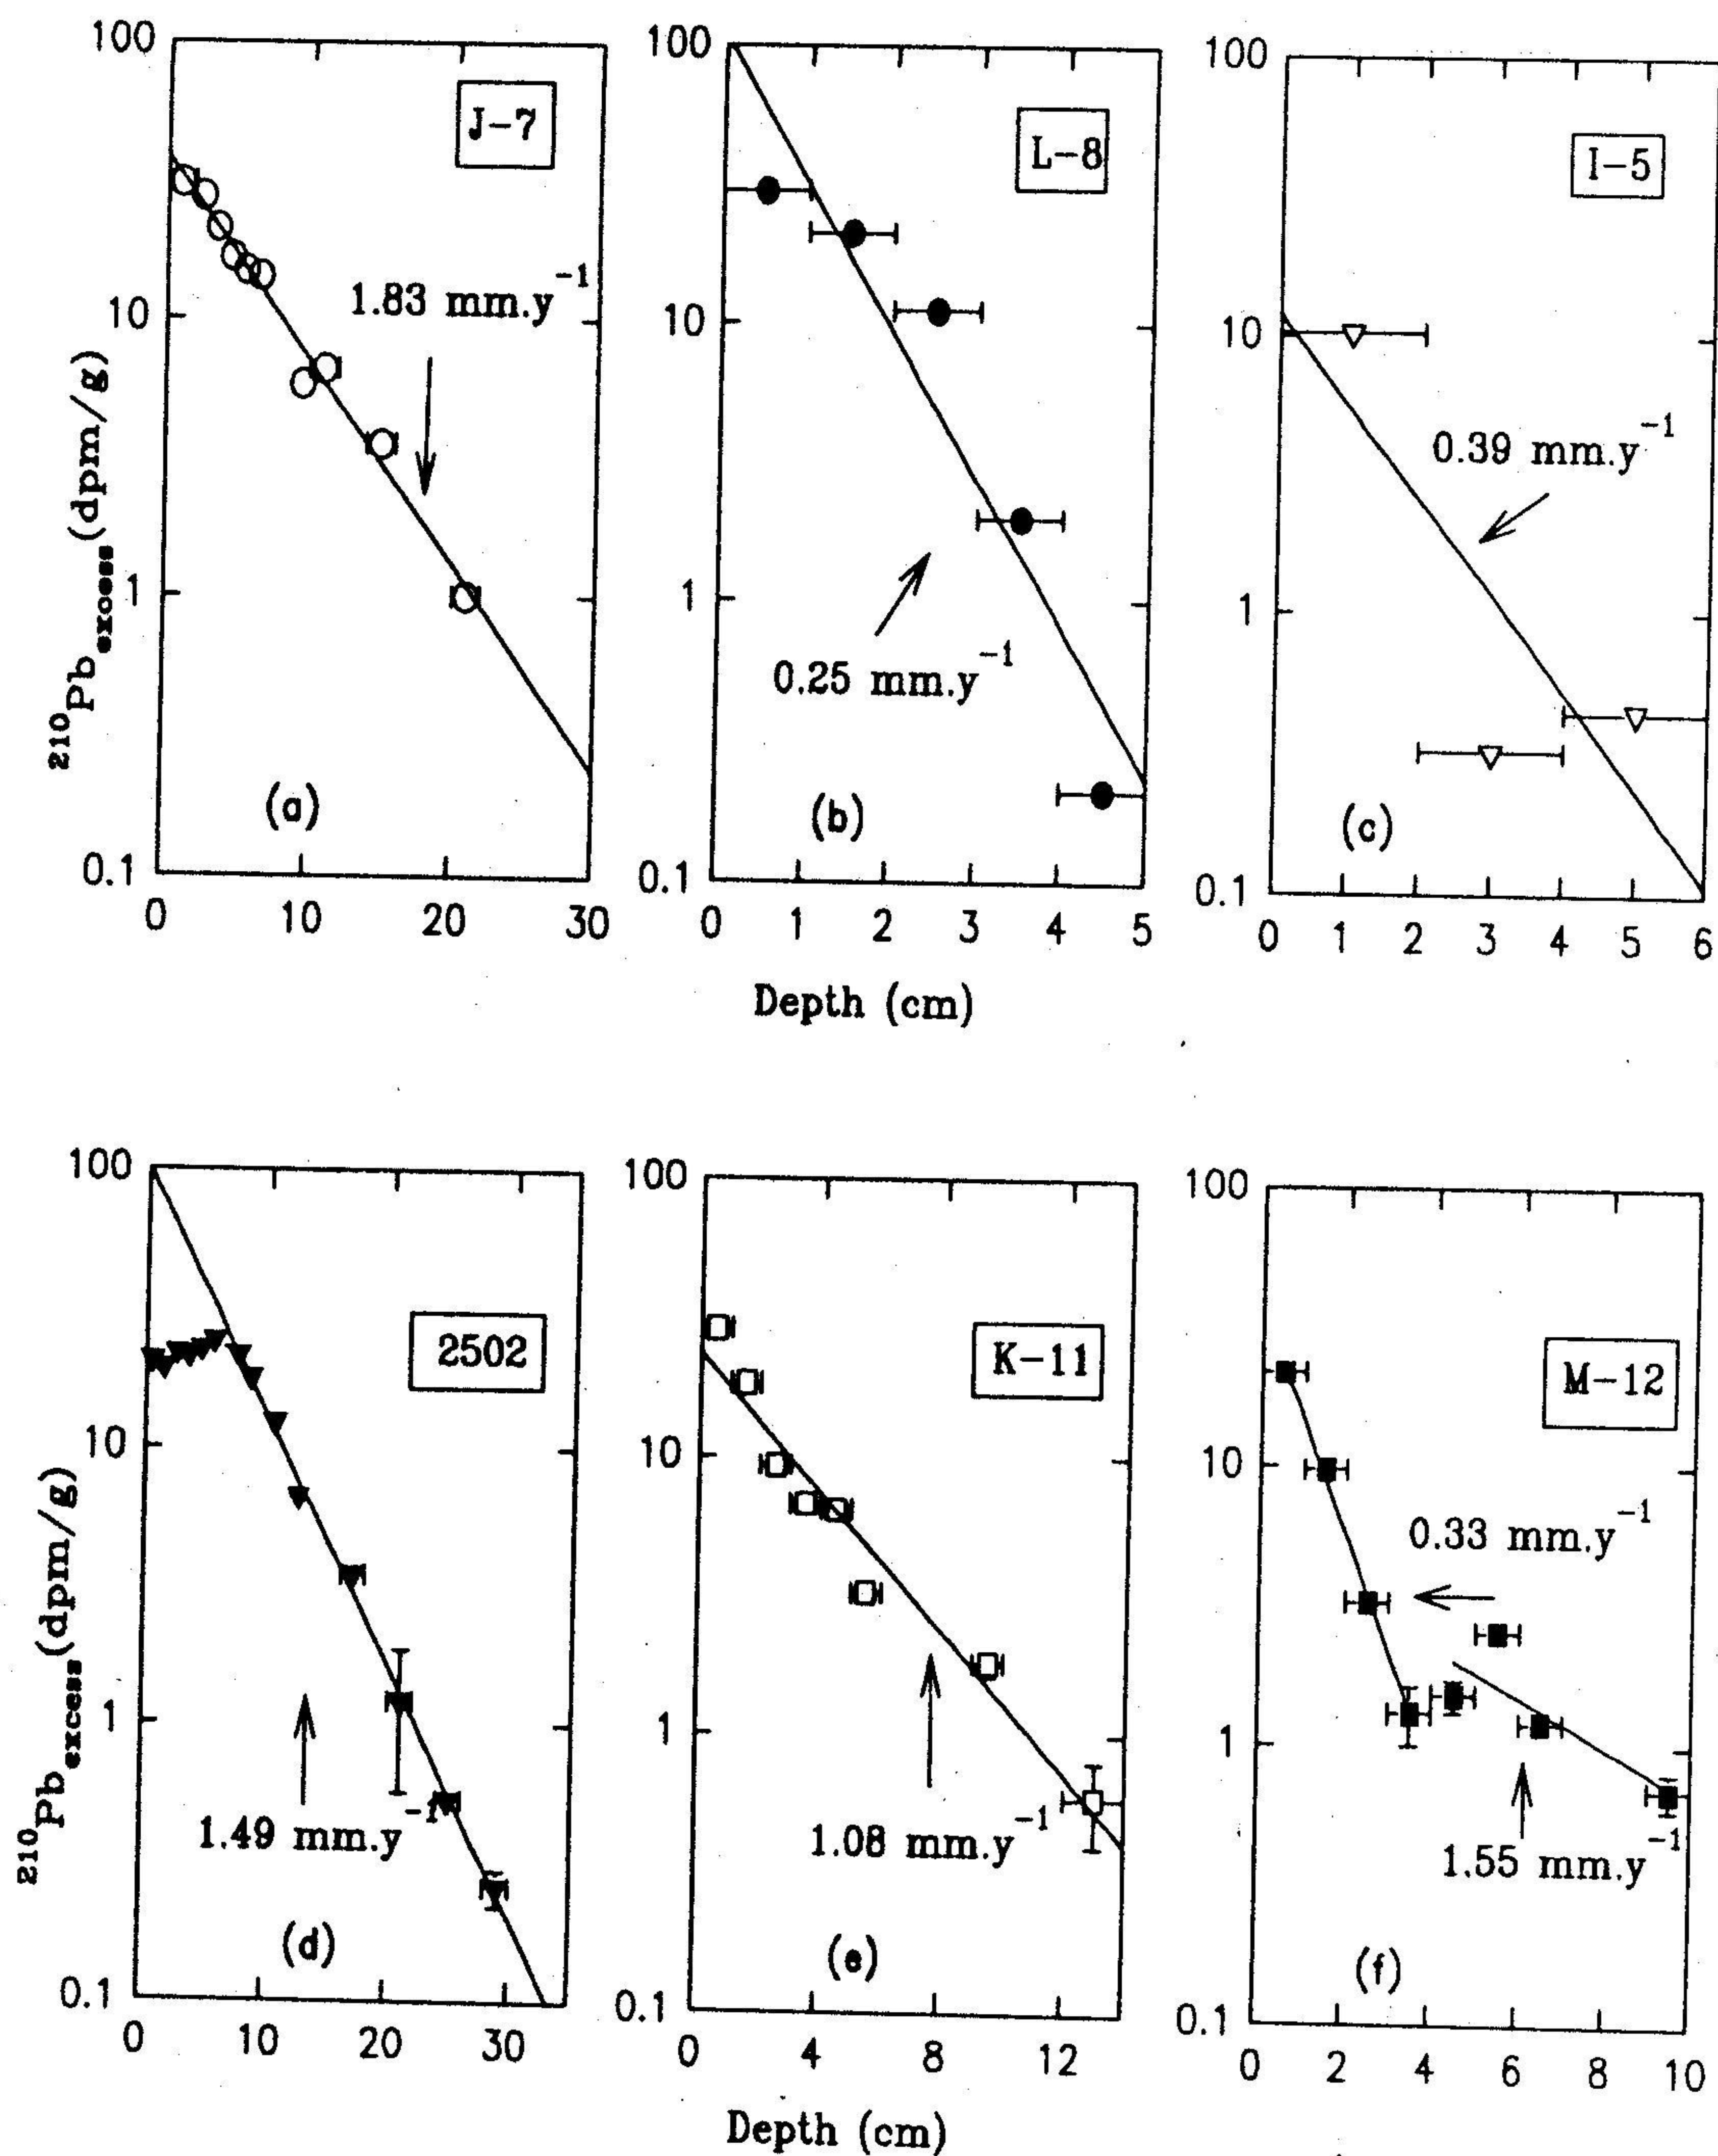 100
J-7
10
1.83 mm.y⁻¹
1
0.1
(a)
0 10 20 30
100
L-8
10
1
0.25 mm.y⁻¹
0.1
(b)
0 1 2 3 4 5
100
I-5
10
0.39 mm.y⁻¹
1
0.1
(c)
0 1 2 3 4 5 6
²¹⁰Pb excess (dpm/g)
Depth (cm)
100
2502
10
1
1.49 mm.y⁻¹
0.1
(d)
0 10 20 30
100
K-11
10
1
1.08 mm.y⁻¹
0.1
(e)
0 4 8 12
100
M-12
10
0.33 mm.y⁻¹
1
1.55 mm.y⁻¹
0.1
(f)
0 2 4 6 8 10
²¹⁰Pb excess (dpm/g)
Depth (cm)